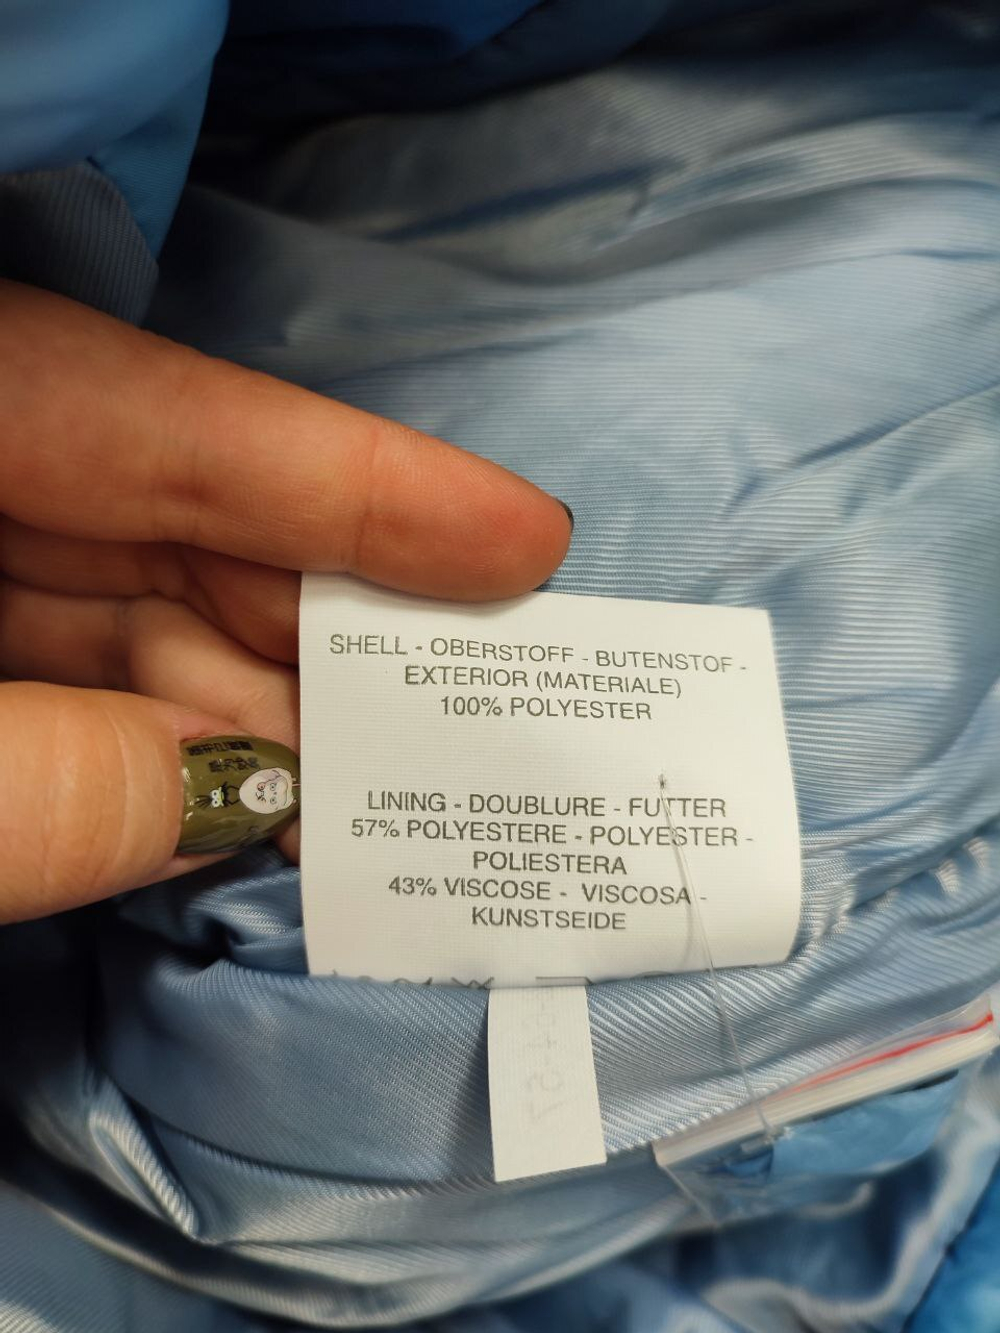 SHELL - OBERSTOFF - BUTENSTOF -
EXTERIOR (MATERIALE)
100% POLYESTER
LINING - DOUBLURE - FUTTER
57% POLYESTERE - POLYESTER -
POLIESTERA
43% VISCOSE - VISCOSA -
KUNSTSEIDE